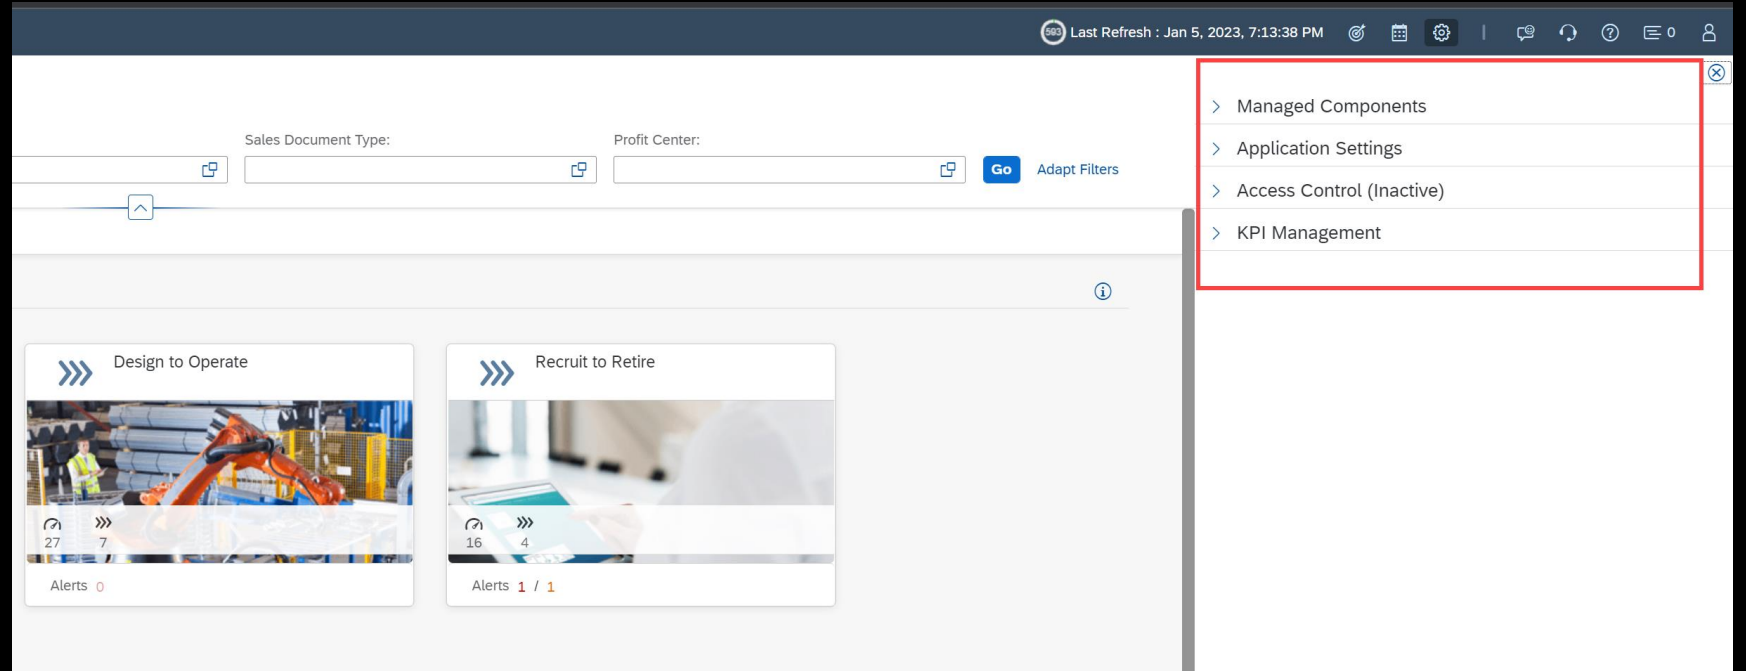 593 Last Refresh : Jan 5, 2023, 7:13:38 PM
0
Managed Components
Application Settings
Access Control (Inactive)
KPI Management
Sales Document Type:
Profit Center:
Go
Adapt Filters
Design to Operate
27
7
Alerts 0
Recruit to Retire
16
4
Alerts 1 / 1